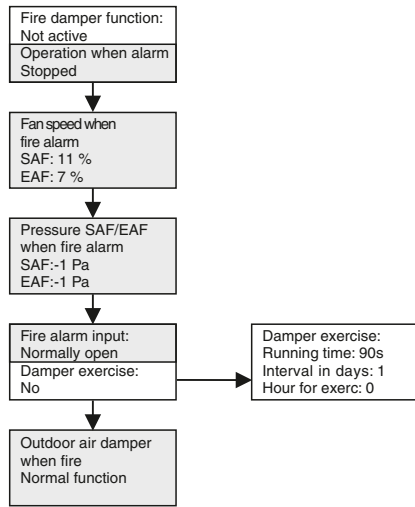 Fire damper function:
Not active
Operation when alarm
Stopped
Fan speed when
fire alarm
SAF: 11 %
EAF: 7 %
Pressure SAF/EAF
when fire alarm
SAF:-1 Pa
EAF:-1 Pa
Fire alarm input:
Normally open
Damper exercise:
No
Damper exercise:
Running time: 90s
Interval in days: 1
Hour for exerc: 0
Outdoor air damper
when fire
Normal function